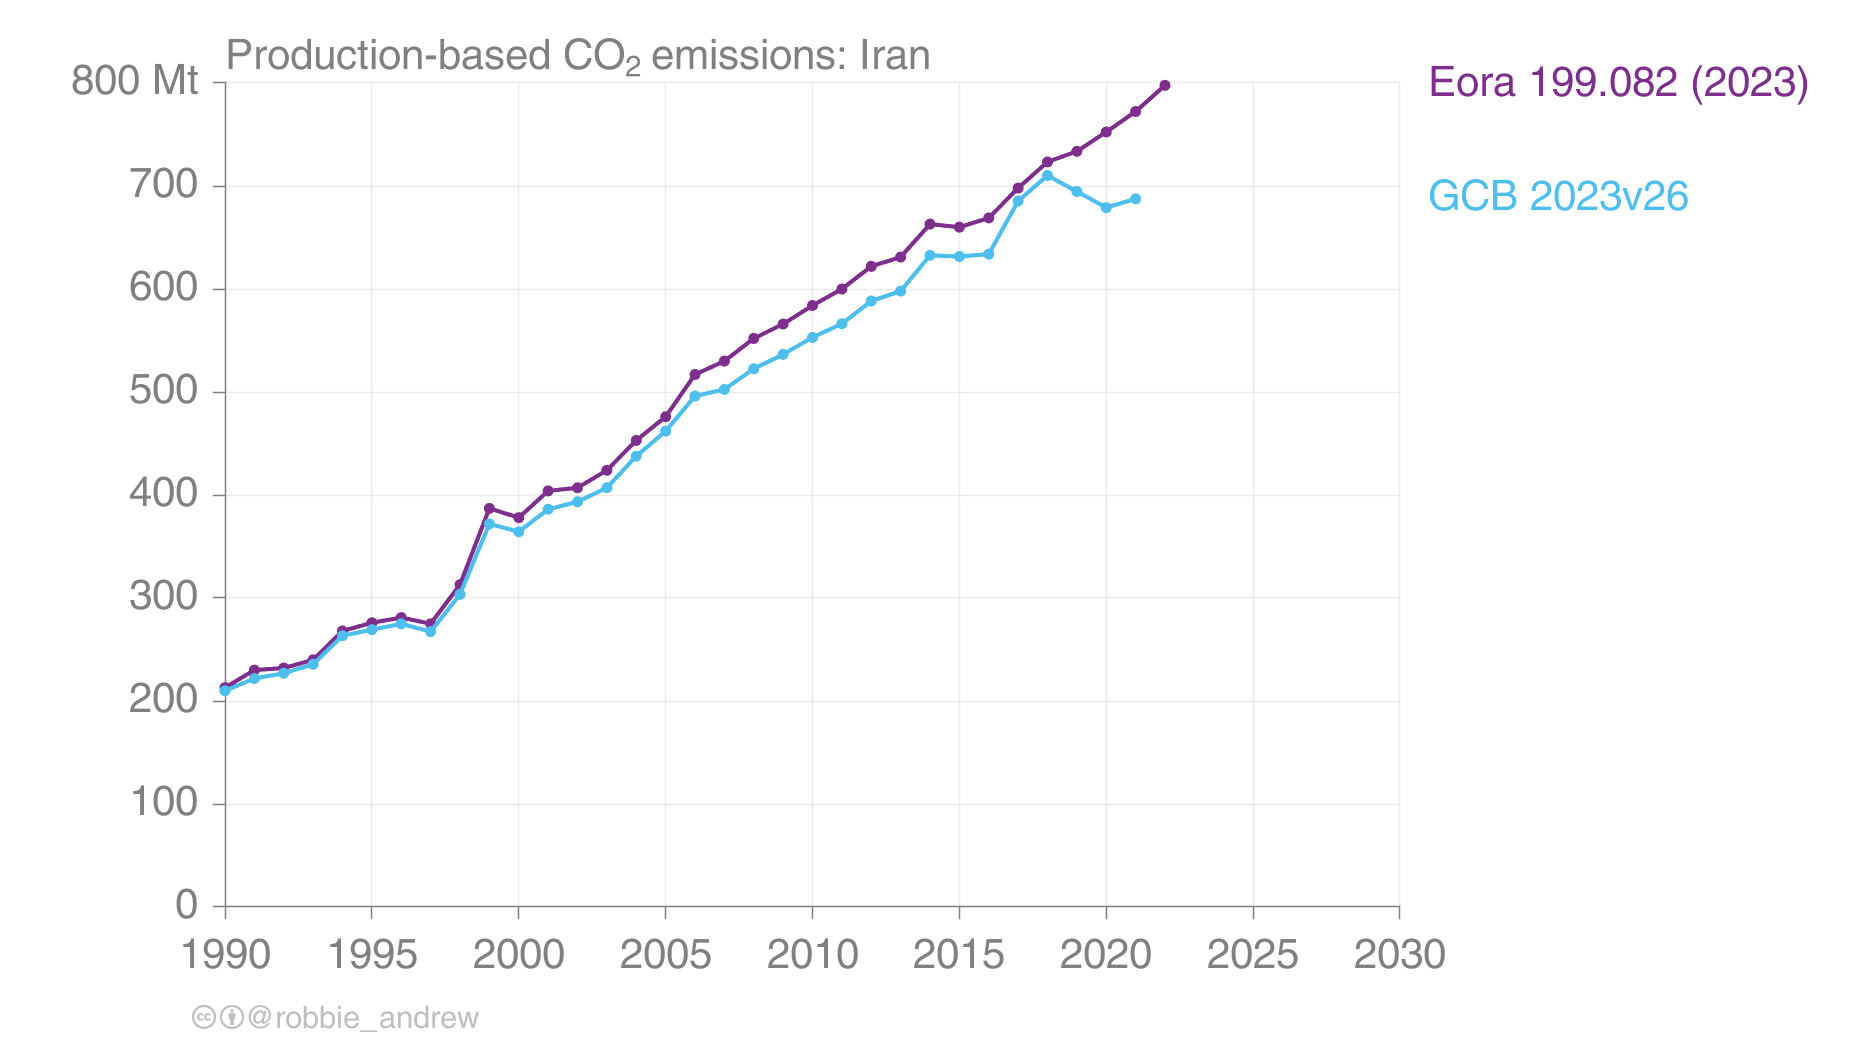 Production-based CO₂ emissions: Iran
800 Mt
700
600
500
400
300
200
100
0
1990 1995 2000 2005 2010 2015 2020 2025 2030
Eora 199.082 (2023)
GCB 2023v26
@robbie_andrew